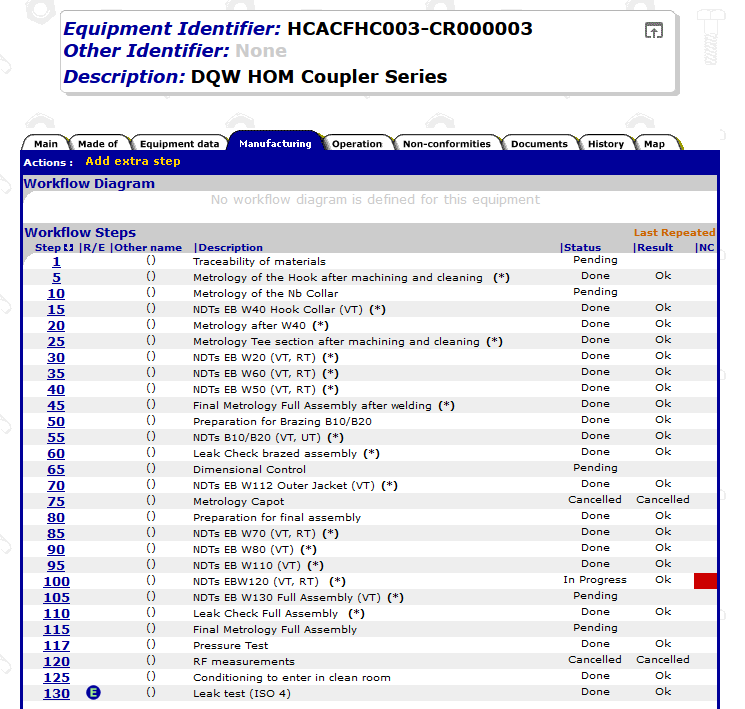 Equipment Identifier: HCACFHC003-CR000003
Other Identifier: None
Description: DQW HOM Coupler Series
Main Made of Equipment data Manufacturing Operation Non-conformities Documents History Map
Actions : Add extra step
Workflow Diagram
No workflow diagram is defined for this equipment
Workflow Steps Last Repeated
Step |R/E |Other name |Description |Status |Result |NC
1 () Traceability of materials Pending
5 () Metrology of the Hook after machining and cleaning (*) Done Ok
10 () Metrology of the Nb Collar Pending
15 () NDTs EB W40 Hook Collar (VT) (*) Done Ok
20 () Metrology after W40 (*) Done Ok
25 () Metrology Tee section after machining and cleaning (*) Done Ok
30 () NDTs EB W20 (VT, RT) (*) Done Ok
35 () NDTs EB W60 (VT, RT) (*) Done Ok
40 () NDTs EB W50 (VT, RT) (*) Done Ok
45 () Final Metrology Full Assembly after welding (*) Done Ok
50 () Preparation for Brazing B10/B20 Done Ok
55 () NDTs B10/B20 (VT, UT) (*) Done Ok
60 () Leak Check brazed assembly (*) Done Ok
65 () Dimensional Control Pending
70 () NDTs EB W112 Outer Jacket (VT) (*) Done Ok
75 () Metrology Capot Cancelled Cancelled
80 () Preparation for final assembly Done Ok
85 () NDTs EB W70 (VT, RT) (*) Done Ok
90 () NDTs EB W80 (VT) (*) Done Ok
95 () NDTs EB W110 (VT) (*) Done Ok
100 () NDTs EBW120 (VT, RT) (*) In Progress Ok
105 () NDTs EB W130 Full Assembly (VT) (*) Pending
110 () Leak Check Full Assembly (*) Done Ok
115 () Final Metrology Full Assembly Pending
117 () Pressure Test Done Ok
120 () RF measurements Cancelled Cancelled
125 () Conditioning to enter in clean room Done Ok
130 E () Leak test (ISO 4) Done Ok